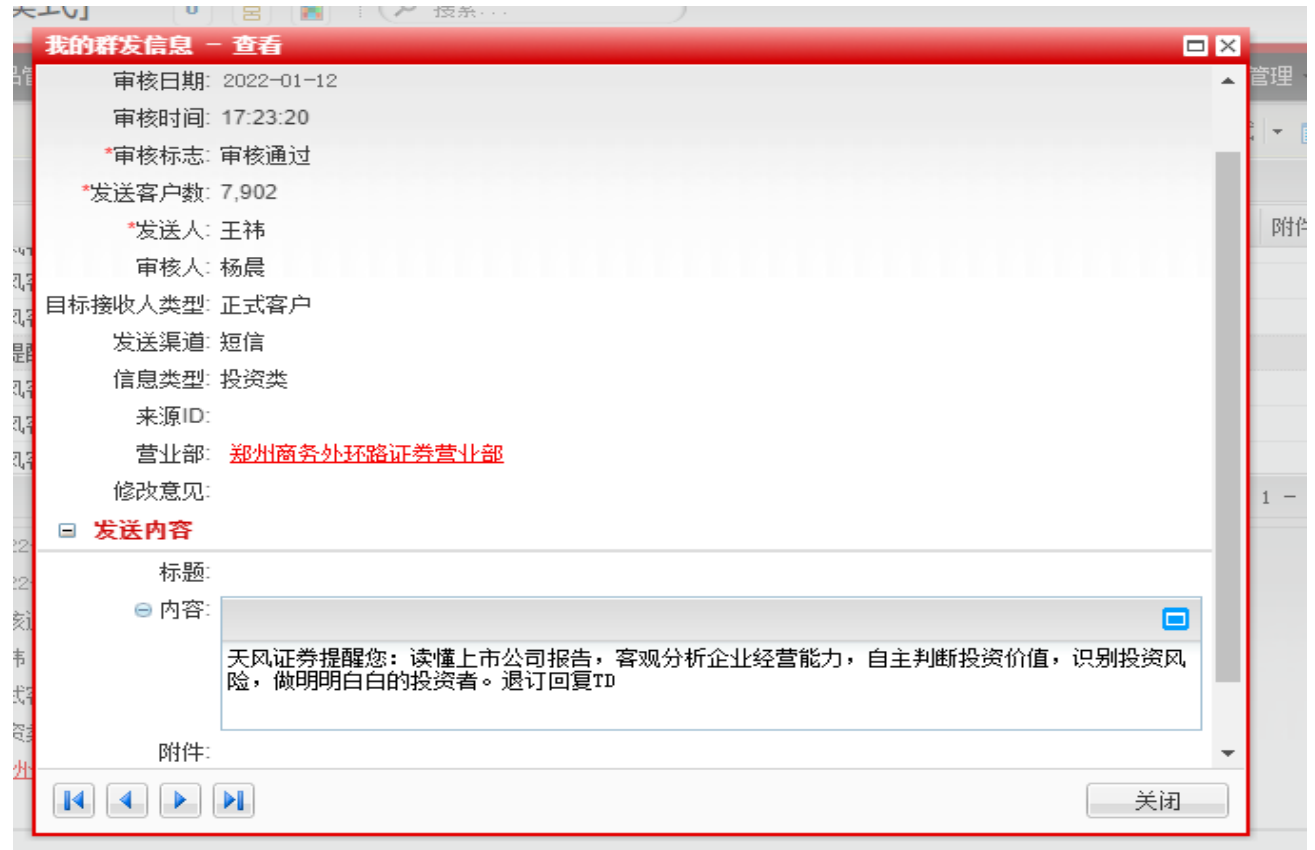 搜索...
我的群发信息 - 查看
审核日期: 2022-01-12
管理
审核时间: 17:23:20
*审核标志: 审核通过
*发送客户数: 7,902
*发送人: 王祎
附件
审核人: 杨晨
目标接收人类型: 正式客户
发送渠道: 短信
信息类型: 投资类
来源ID:
营业部: 郑州商务外环路证券营业部
修改意见:
1 -
发送内容
标题:
内容:
天风证券提醒您：读懂上市公司报告，客观分析企业经营能力，自主判断投资价值，识别投资风
险，做明明白白的投资者。退订回复TD
附件:
关闭